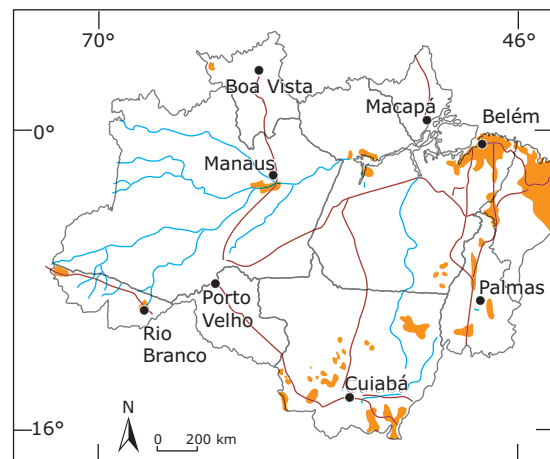 70°
46°
Boa Vista
Macapá
Belém
0°
Manaus
Porto
Velho
Palmas
Rio
Branco
Cuiabá
16°
N
0 200 km